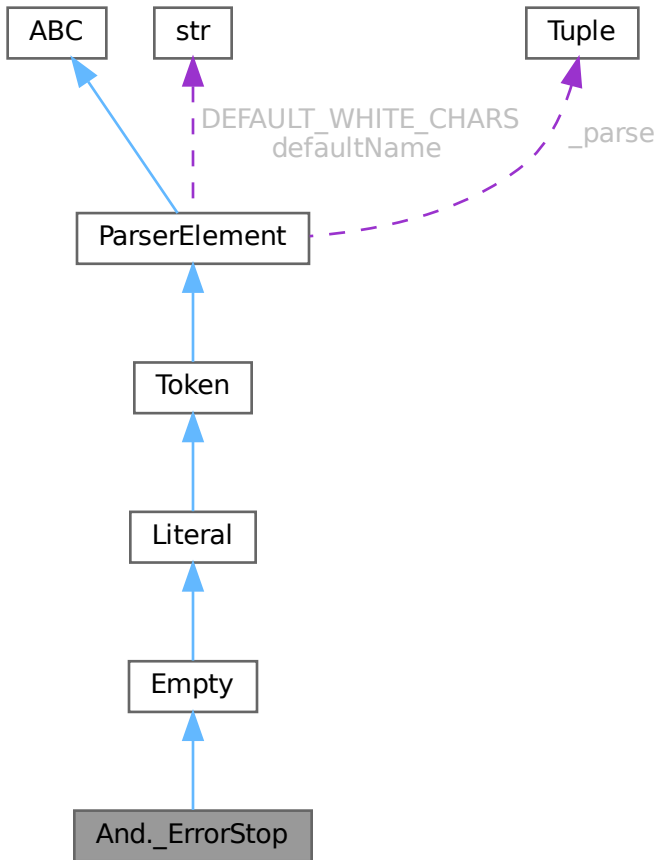 ABC
str
Tuple
DEFAULT_WHITE_CHARS
defaultName
_parse
ParserElement
Token
Literal
Empty
And._ErrorStop